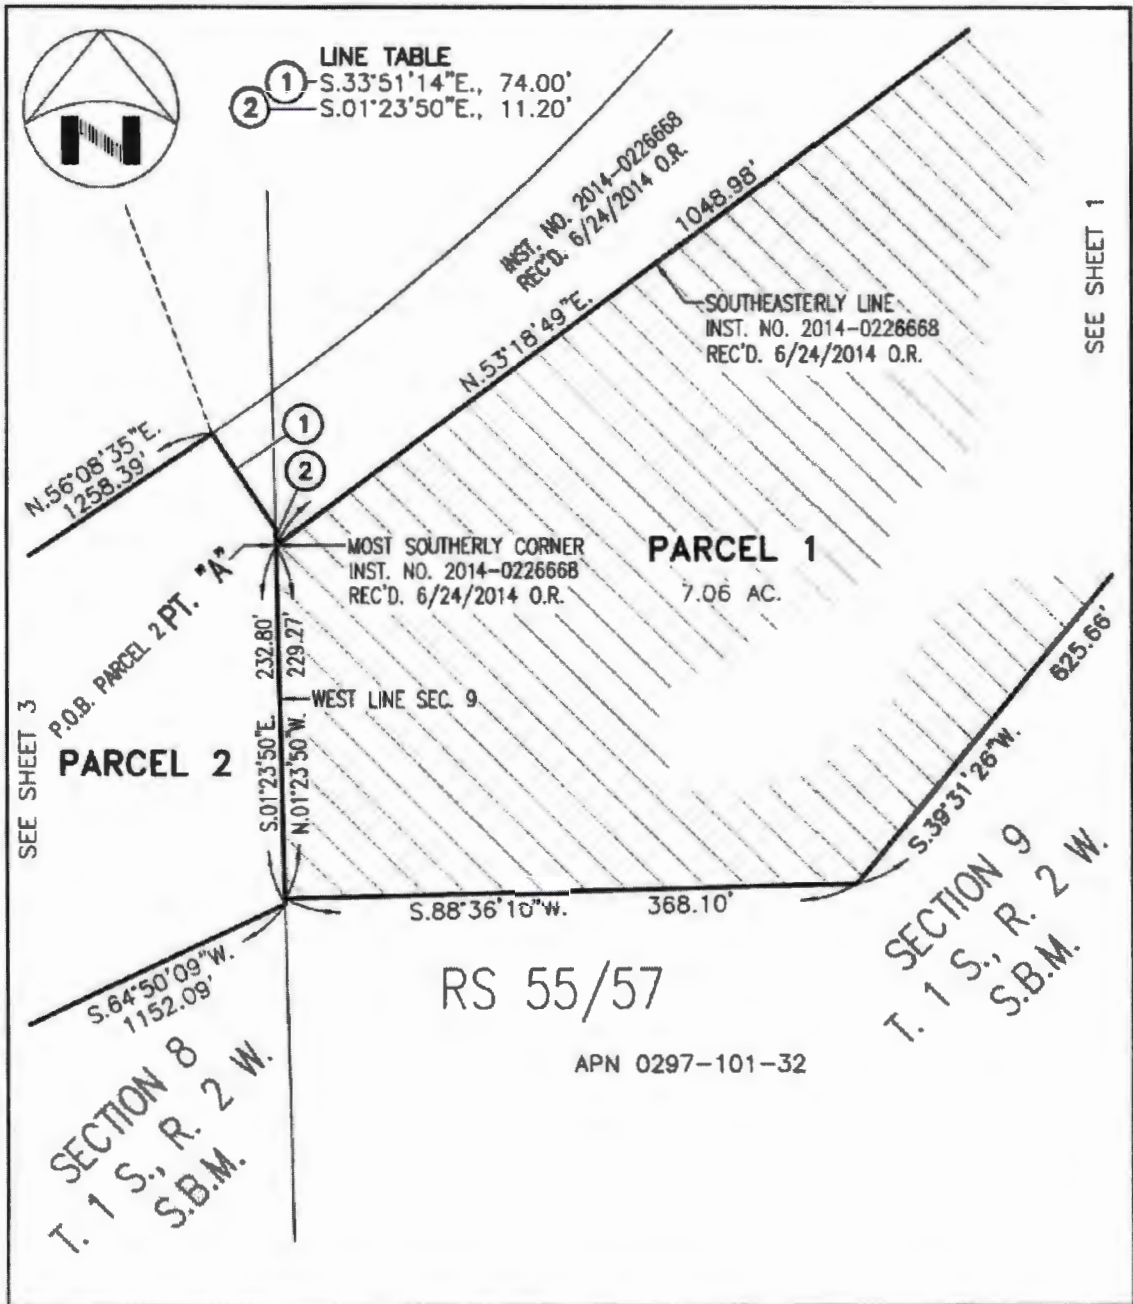 LINE TABLE
1 S.33°51'14"E., 74.00'
2 S.01°23'50"E., 11.20'
N
INST. NO. 2014-0226668
REC'D. 6/24/2014 O.R.
1048.98'
SEE SHEET 1
SOUTHEASTERLY LINE
INST. NO. 2014-0226668
REC'D. 6/24/2014 O.R.
N.53°18'49"E.
1
2
N.56°08'35"E.
1258.39'
MOST SOUTHERLY CORNER
INST. NO. 2014-0226668
REC'D. 6/24/2014 O.R.
PARCEL 1
7.06 AC.
P.O.B. PARCEL 2 PT. "A"
232.80'
229.27'
625.66'
WEST LINE SEC. 9
SEE SHEET 3
PARCEL 2
S.01°23'50"E.
N.01°23'50"W.
S.39°31'26"W.
S.88°36'10"W. 368.10'
SECTION 9
T. 1 S., R. 2 W.
S.B.M.
S.64°50'09"W.
1152.09'
RS 55/57
APN 0297-101-32
SECTION 8
T. 1 S., R. 2 W.
S.B.M.